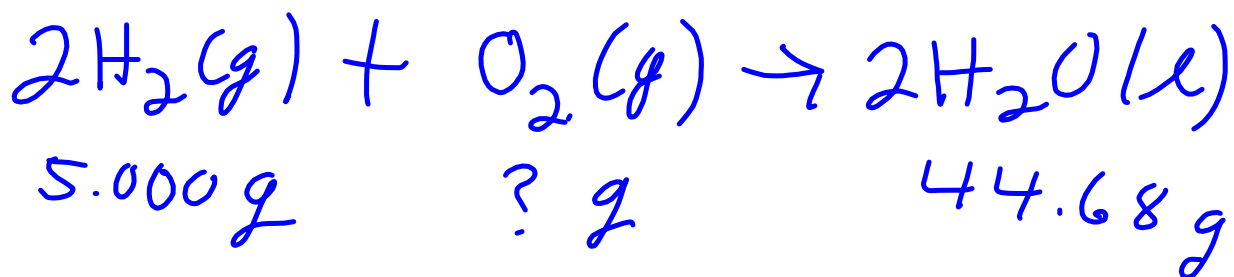 2H₂(g) + O₂(g) → 2H₂O(l)
5.000 g ? g 44.68 g